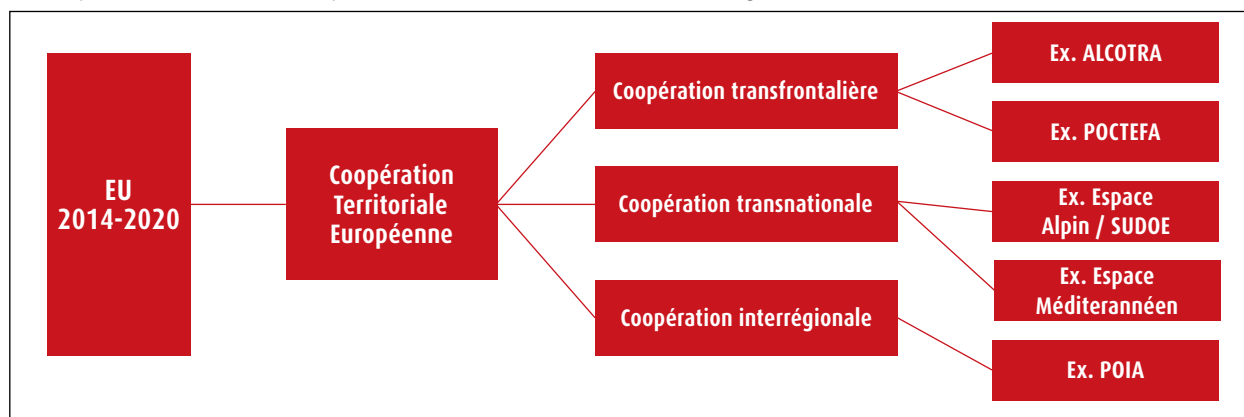 EU
2014-2020
Coopération
Territoriale
Européenne
Coopération transfrontalière
Coopération transnationale
Coopération interrégionale
Ex. ALCOTRA
Ex. POCTEFA
Ex. Espace
Alpin / SUDOE
Ex. Espace
Méditerannéen
Ex. POIA